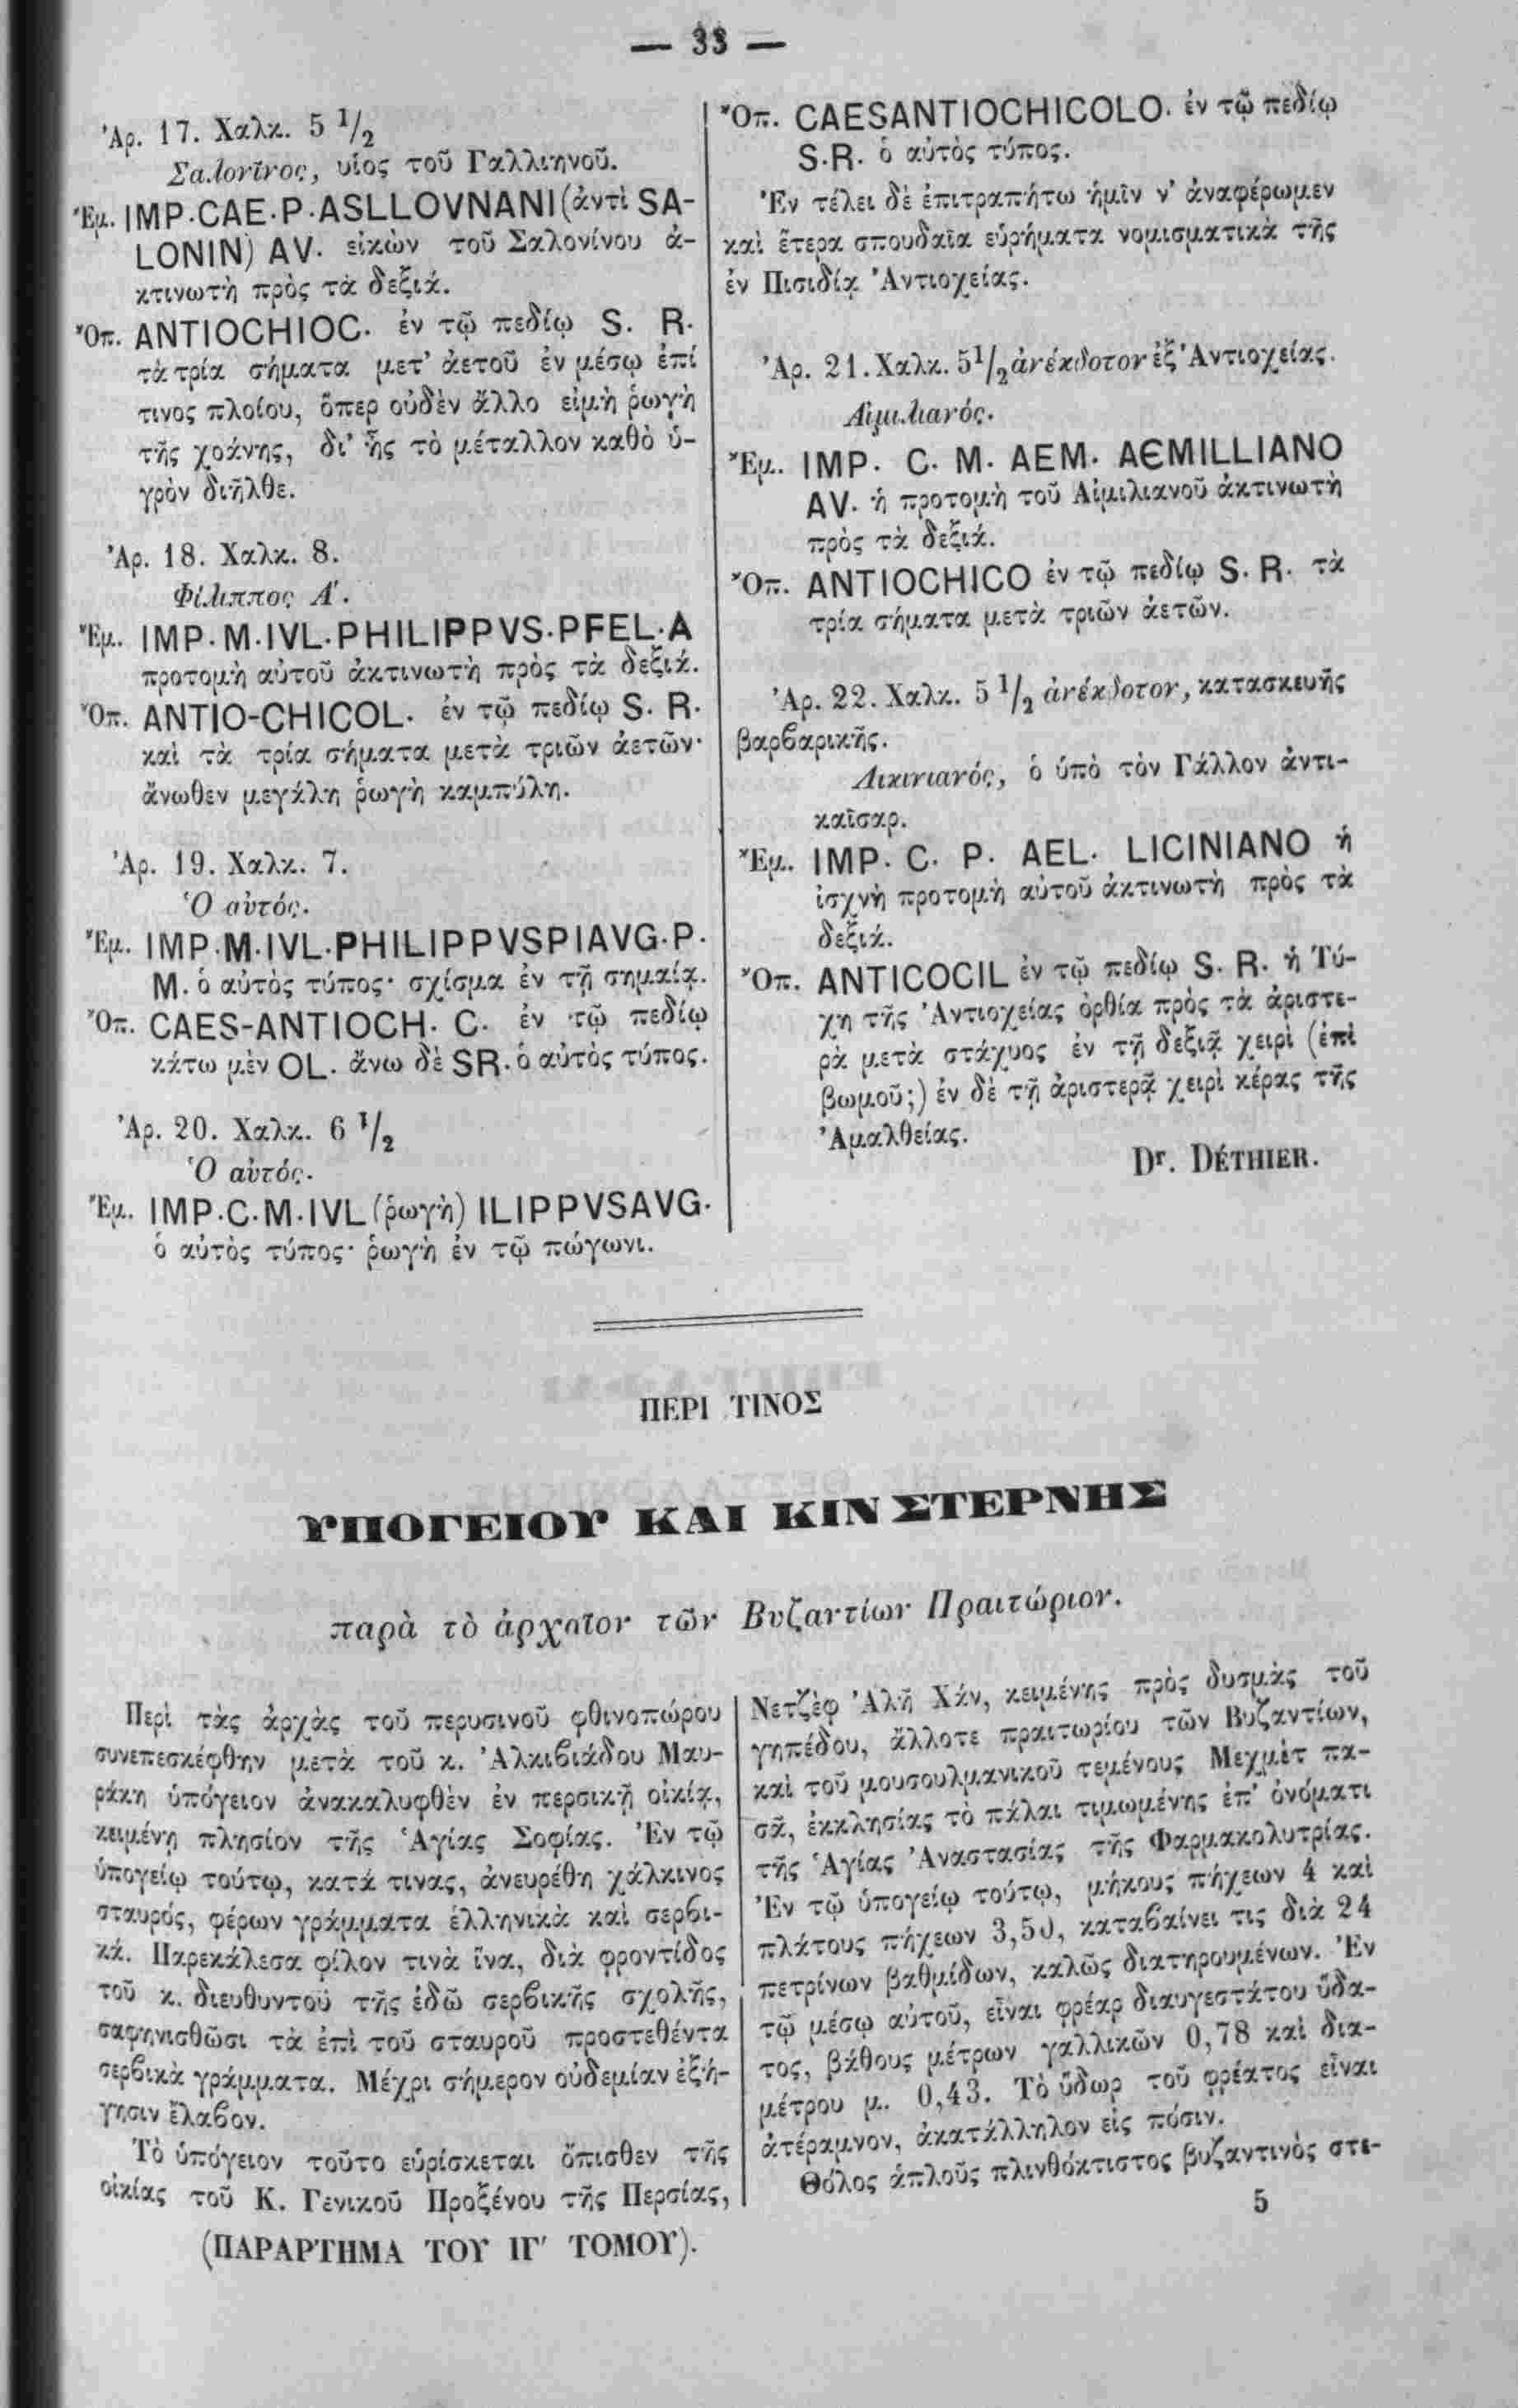 — 33 —
Ἀρ. 17. Χαλκ. 5 1/2
Σαλονῖνος, υἱος τοῦ Γαλλιηνοῦ.
Ἔμ. IMP·CAE·P·ASLLOVNANI (ἀντὶ SA-
LONIN) AV· εἰκὼν τοῦ Σαλονίνου ἀ-
κτινωτὴ πρὸς τὰ δεξιά.
Ὄπ. ANTIOCHIOC· ἐν τῷ πεδίῳ S. R·
τὰ τρία σήματα μετ’ ἀετοῦ ἐν μέσῳ ἐπί
τινος πλοίου, ὅπερ οὐδὲν ἄλλο εἰμὴ ῥωγὴ
τῆς χοάνης, δι’ ἧς τὸ μέταλλον καθὸ ὑ-
γρὸν διῆλθε.
Ἀρ. 18. Χαλκ. 8.
Φίλιππος Α΄.
Ἔμ. IMP·M·IVL·PHILIPPVS·PFEL·A
προτομὴ αὐτοῦ ἀκτινωτὴ πρὸς τὰ δεξιά.
Ὄπ. ANTIO-CHICOL· ἐν τῷ πεδίῳ S· R·
καὶ τὰ τρία σήματα μετὰ τριῶν ἀετῶν·
ἄνωθεν μεγάλη ῥωγὴ καμπύλη.
Ἀρ. 19. Χαλκ. 7.
Ὁ αὐτός.
Ἔμ. IMP·M·IVL·PHILIPPVSPIAVG·P·
M· ὁ αὐτὸς τύπος· σχίσμα ἐν τῇ σημαίᾳ.
Ὄπ. CAES-ANTIOCH· C· ἐν τῷ πεδίῳ
κάτω μὲν OL· ἄνω δὲ SR· ὁ αὐτὸς τύπος.
Ἀρ. 20. Χαλκ. 6 1/2
Ὁ αὐτός.
Ἔμ. IMP·C·M·IVL (ῥωγὴ) ILIPPVSAVG·
ὁ αὐτὸς τύπος· ῥωγὴ ἐν τῷ πώγωνι.
Ὄπ. CAESANTIOCHICOLO· ἐν τῷ πεδίῳ
S·R· ὁ αὐτὸς τύπος.
Ἐν τέλει δὲ ἐπιτραπήτω ἡμῖν ν’ ἀναφέρωμεν
καὶ ἕτερα σπουδαῖα εὑρήματα νομισματικὰ τῆς
ἐν Πισιδίᾳ Ἀντιοχείας.
Ἀρ. 21. Χαλκ. 5 1/2 ἀνέκδοτον ἐξ Ἀντιοχείας.
Αἰμιλιανός.
Ἔμ. IMP· C· M· AEM· AЄMILLIANO
AV· ἡ προτομὴ τοῦ Αἰμιλιανοῦ ἀκτινωτὴ
πρὸς τὰ δεξιά.
Ὄπ. ANTIOCHICO ἐν τῷ πεδίῳ S·R· τὰ
τρία σήματα μετὰ τριῶν ἀετῶν.
Ἀρ. 22. Χαλκ. 5 1/2 ἀνέκδοτον, κατασκευῆς
βαρβαρικῆς.
Λικινιανός, ὁ ὑπὸ τὸν Γάλλον ἀντι-
καῖσαρ.
Ἔμ. IMP· C· P· AEL· LICINIANO ἡ
ἰσχνὴ προτομὴ αὐτοῦ ἀκτινωτὴ πρὸς τὰ
δεξιά.
Ὄπ. ANTICOCIL ἐν τῷ πεδίῳ S· R· ἡ Τύ-
χη τῆς Ἀντιοχείας ὀρθία πρὸς τὰ ἀριστε-
ρὰ μετὰ στάχυος ἐν τῇ δεξιᾷ χειρὶ (ἐπὶ
βωμοῦ;) ἐν δὲ τῇ ἀριστερᾷ χειρὶ κέρας τῆς
Ἀμαλθείας.
Dr. DÉTHIER.
ΠΕΡΙ ΤΙΝΟΣ
ΥΠΟΓΕΙΟΥ ΚΑΙ ΚΙΝΣΤΕΡΝΗΣ
παρὰ τὸ ἀρχαῖον τῶν Βυζαντίων Πραιτώριον.
Περὶ τὰς ἀρχὰς τοῦ περυσινοῦ φθινοπώρου
συνεπεσκέφθην μετὰ τοῦ κ. Ἀλκιβιάδου Μαυ-
ράκη ὑπόγειον ἀνακαλυφθὲν ἐν περσικῇ οἰκίᾳ,
κειμένῃ πλησίον τῆς Ἁγίας Σοφίας. Ἐν τῷ
ὑπογείῳ τούτῳ, κατά τινας, ἀνευρέθη χάλκινος
σταυρός, φέρων γράμματα ἑλληνικὰ καὶ σερβι-
κά. Παρεκάλεσα φίλον τινὰ ἵνα, διὰ φροντίδος
τοῦ κ. διευθυντοῦ τῆς ἐδῶ σερβικῆς σχολῆς,
σαφηνισθῶσι τὰ ἐπὶ τοῦ σταυροῦ προστεθέντα
σερβικὰ γράμματα. Μέχρι σήμερον οὐδεμίαν ἐξή-
γησιν ἔλαβον.
Τὸ ὑπόγειον τοῦτο εὑρίσκεται ὄπισθεν τῆς
οἰκίας τοῦ Κ. Γενικοῦ Προξένου τῆς Περσίας,
Νετζὲφ Ἀλῆ Χάν, κειμένης πρὸς δυσμὰς τοῦ
γηπέδου, ἄλλοτε πραιτωρίου τῶν Βυζαντίων,
καὶ τοῦ μουσουλμανικοῦ τεμένους Μεχμὲτ πα-
σᾶ, ἐκκλησίας τὸ πάλαι τιμωμένης ἐπ’ ὀνόματι
τῆς Ἁγίας Ἀναστασίας τῆς Φαρμακολυτρίας.
Ἐν τῷ ὑπογείῳ τούτῳ, μήκους πήχεων 4 καὶ
πλάτους πήχεων 3,50, καταβαίνει τις διὰ 24
πετρίνων βαθμίδων, καλῶς διατηρουμένων. Ἐν
τῷ μέσῳ αὐτοῦ, εἶναι φρέαρ διαυγεστάτου ὕδα-
τος, βάθους μέτρων γαλλικῶν 0,78 καὶ δια-
μέτρου μ. 0,43. Τὸ ὕδωρ τοῦ φρέατος εἶναι
ἀτέραμνον, ἀκατάλληλον εἰς πόσιν.
Θόλος ἁπλοῦς πλινθόκτιστος βυζαντινὸς στε-
(ΠΑΡΑΡΤΗΜΑ ΤΟΥ ΙΓ΄ ΤΟΜΟΥ).
5